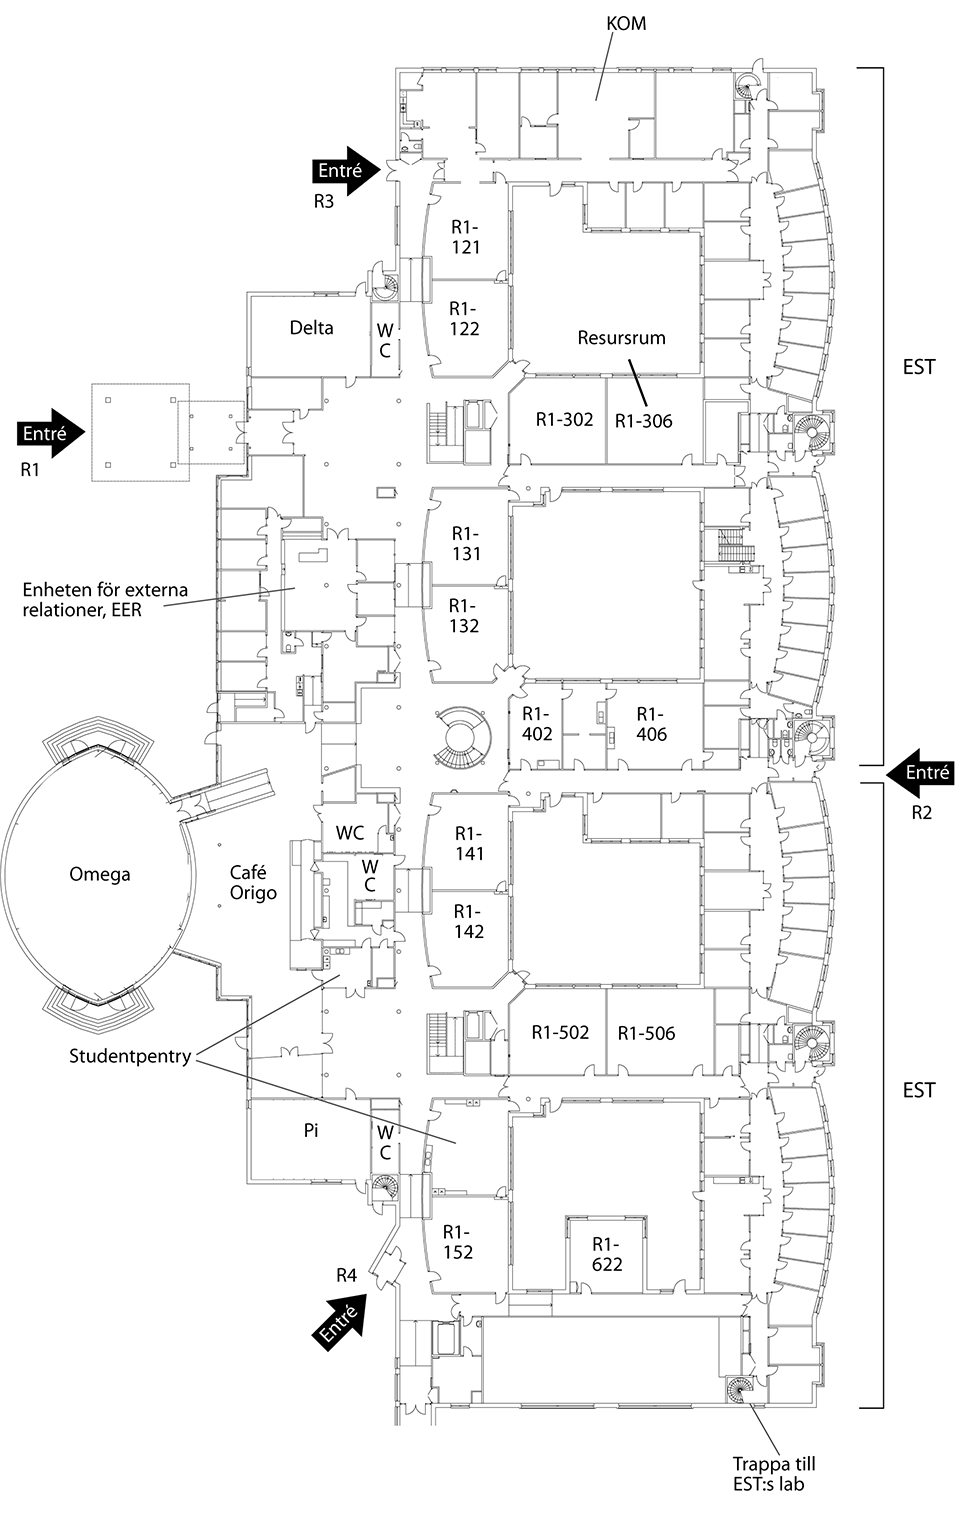 KOM
Entré
R3
R1-
121
R1-
122
Delta
W
C
Resursrum
EST
R1-302
R1-306
Entré
R1
R1-
131
Enheten för externa
relationer, EER
R1-
132
R1-
402
R1-
406
Entré
R2
WC
R1-
141
Omega
Café
Origo
W
C
R1-
142
R1-502
R1-506
Studentpentry
EST
Pi
W
C
R1-
152
R1-
622
R4
Entré
Trappa till
EST:s lab